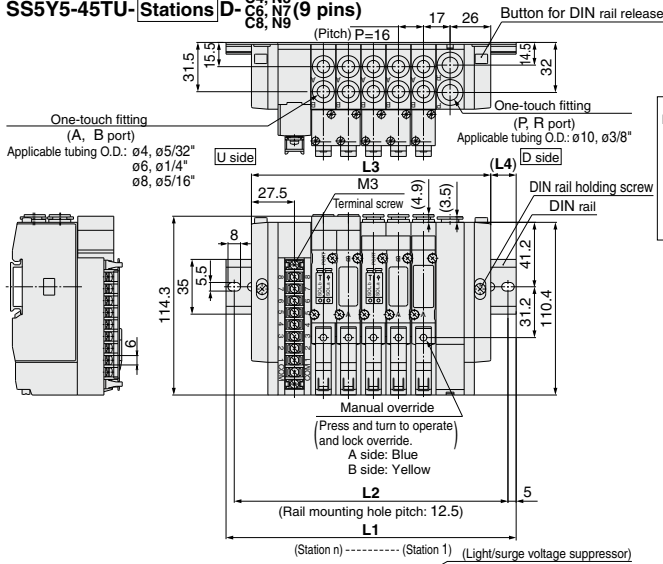 SS5Y5-45TU- Stations D- C4, N3
C6, N7 (9 pins)
C8, N9
(Pitch) P=16
17
26
Button for DIN rail release
31.5
15.5
14.5
32
One-touch fitting
(A, B port)
Applicable tubing O.D.: ø4, ø5/32"
ø6, ø1/4"
ø8, ø5/16"
One-touch fitting
(P, R port)
Applicable tubing O.D.: ø10, ø3/8"
U side
D side
L3
(L4)
27.5
M3
Terminal screw
(4.9)
(3.5)
DIN rail holding screw
DIN rail
8
114.3
35
5.5
41.2
31.2
110.4
6
Manual override
(Press and turn to operate
and lock override.)
A side: Blue
B side: Yellow
L2
5
(Rail mounting hole pitch: 12.5)
L1
(Station n) ---------- (Station 1)
(Light/surge voltage suppressor)